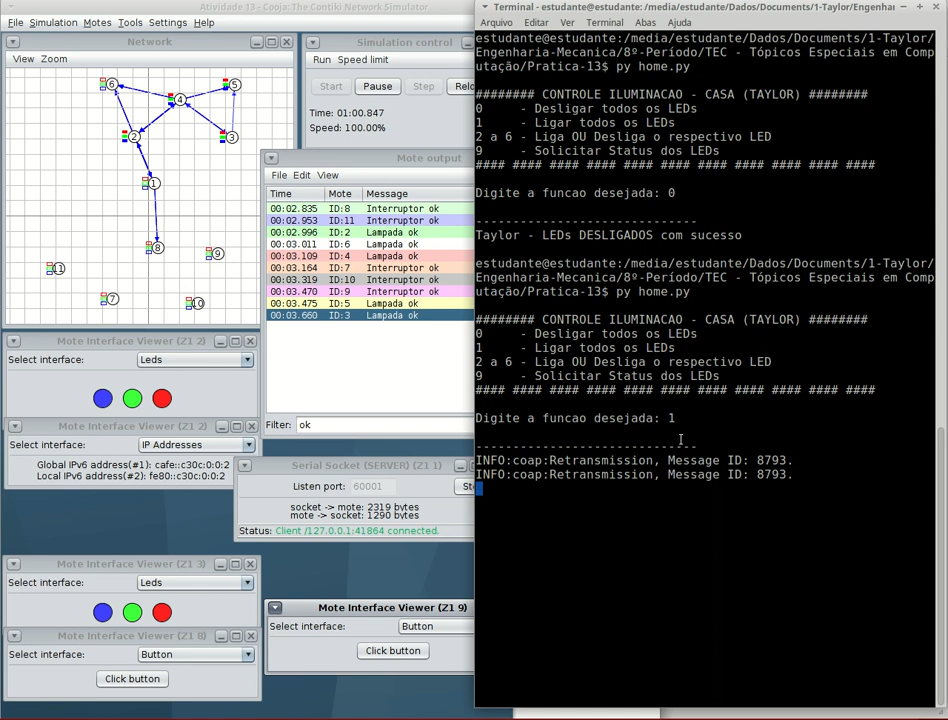 Atividade 13 - Cooja: The Contiki Network Simulator
File Simulation Motes Tools Settings Help
Network
View Zoom
6
5
4
2
3
1
8
9
11
7
10
Simulation control
Run Speed limit
Start Pause Step Relo
Time: 01:00.847
Speed: 100.00%
Mote output
File Edit View
Time Mote Message
00:02.835 ID:8 Interruptor ok
00:02.953 ID:11 Interruptor ok
00:02.996 ID:2 Lampada ok
00:03.011 ID:6 Lampada ok
00:03.109 ID:4 Lampada ok
00:03.164 ID:7 Interruptor ok
00:03.319 ID:10 Interruptor ok
00:03.470 ID:9 Interruptor ok
00:03.475 ID:5 Lampada ok
00:03.660 ID:3 Lampada ok
Filter: ok
Mote Interface Viewer (Z1 2)
Select interface: Leds
Mote Interface Viewer (Z1 2)
Select interface: IP Addresses
Global IPv6 address(#1): cafe::c30c:0:0:2
Local IPv6 address(#2): fe80::c30c:0:0:2
Serial Socket (SERVER) (Z1 1)
Listen port: 60001 Sto
socket -> mote: 2319 bytes
mote -> socket: 1290 bytes
Status: Client /127.0.0.1:41864 connected.
Mote Interface Viewer (Z1 3)
Select interface: Leds
Mote Interface Viewer (Z1 8)
Select interface: Button
Click button
Mote Interface Viewer (Z1 9)
Select interface: Button
Click button
Terminal - estudante@estudante: /media/estudante/Dados/Documents/1-Taylor/Engenhar
Arquivo Editar Ver Terminal Abas Ajuda
estudante@estudante:/media/estudante/Dados/Documents/1-Taylor/
Engenharia-Mecanica/8º-Período/TEC - Tópicos Especiais em Comp
utação/Pratica-13$ py home.py
######## CONTROLE ILUMINACAO - CASA (TAYLOR) ########
0 - Desligar todos os LEDs
1 - Ligar todos os LEDs
2 a 6 - Liga OU Desliga o respectivo LED
9 - Solicitar Status dos LEDs
#### #### #### #### #### #### #### #### #### #### ####
Digite a funcao desejada: 0
------------------------------
Taylor - LEDs DESLIGADOS com sucesso
estudante@estudante:/media/estudante/Dados/Documents/1-Taylor/
Engenharia-Mecanica/8º-Período/TEC - Tópicos Especiais em Comp
utação/Pratica-13$ py home.py
######## CONTROLE ILUMINACAO - CASA (TAYLOR) ########
0 - Desligar todos os LEDs
1 - Ligar todos os LEDs
2 a 6 - Liga OU Desliga o respectivo LED
9 - Solicitar Status dos LEDs
#### #### #### #### #### #### #### #### #### #### ####
Digite a funcao desejada: 1
------------------------------
INFO:coap:Retransmission, Message ID: 8793.
INFO:coap:Retransmission, Message ID: 8793.